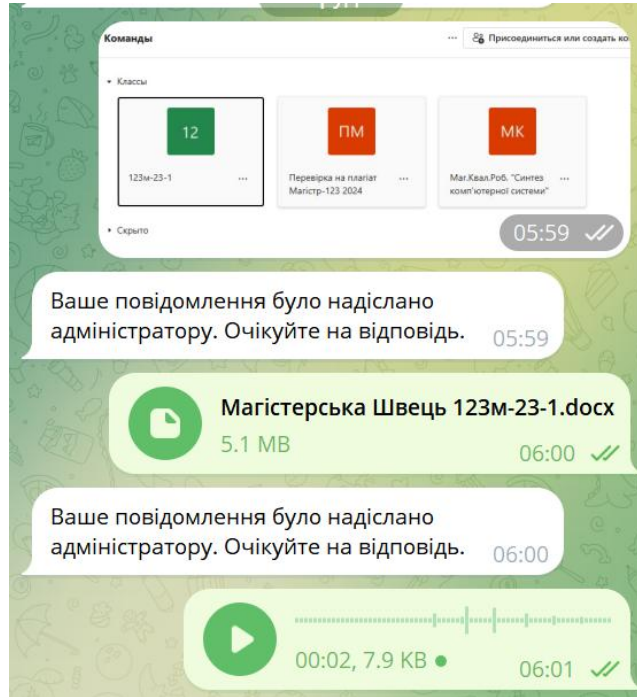 Команды
Присоединиться или создать ко
Классы
12
ПМ
МК
123м-23-1
Перевірка на плагіат
Магістр-123 2024
Маг.Квал.Роб. "Синтез
комп'ютерної системи"
Скрыто
05:59
Ваше повідомлення було надіслано
адміністратору. Очікуйте на відповідь.
05:59
Магістерська Швець 123м-23-1.docx
5.1 MB
06:00
Ваше повідомлення було надіслано
адміністратору. Очікуйте на відповідь.
06:00
00:02, 7.9 KB
06:01